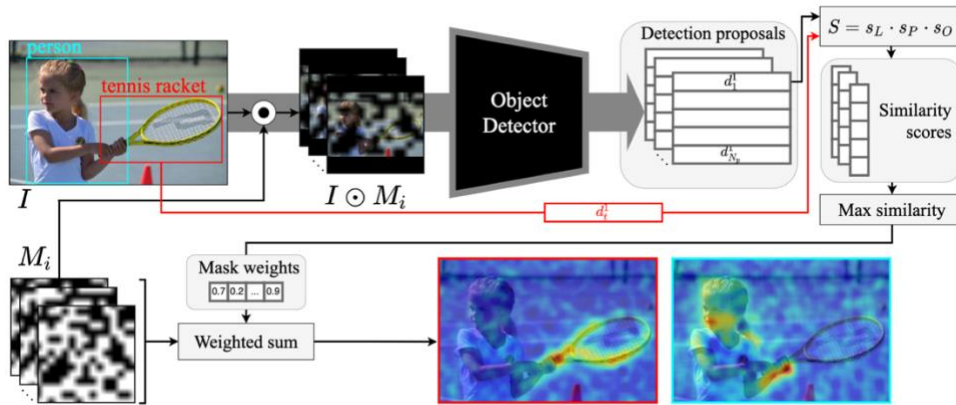 person
tennis racket
I
I ⊙ M_i
Object
Detector
Detection proposals
d_1^1
d_{N_p}^1
S = s_L · s_P · s_O
Similarity
scores
Max similarity
d_t^1
M_i
Mask weights
0.7 0.2 ... 0.9
Weighted sum